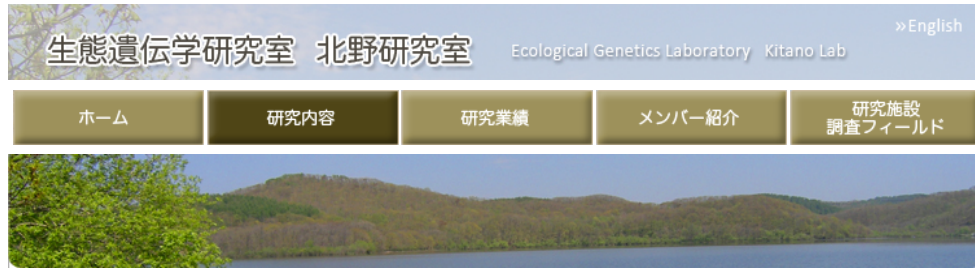 »English
生態遺伝学研究室 北野研究室 Ecological Genetics Laboratory Kitano Lab
ホーム 研究内容 研究業績 メンバー紹介 研究施設
調査フィールド